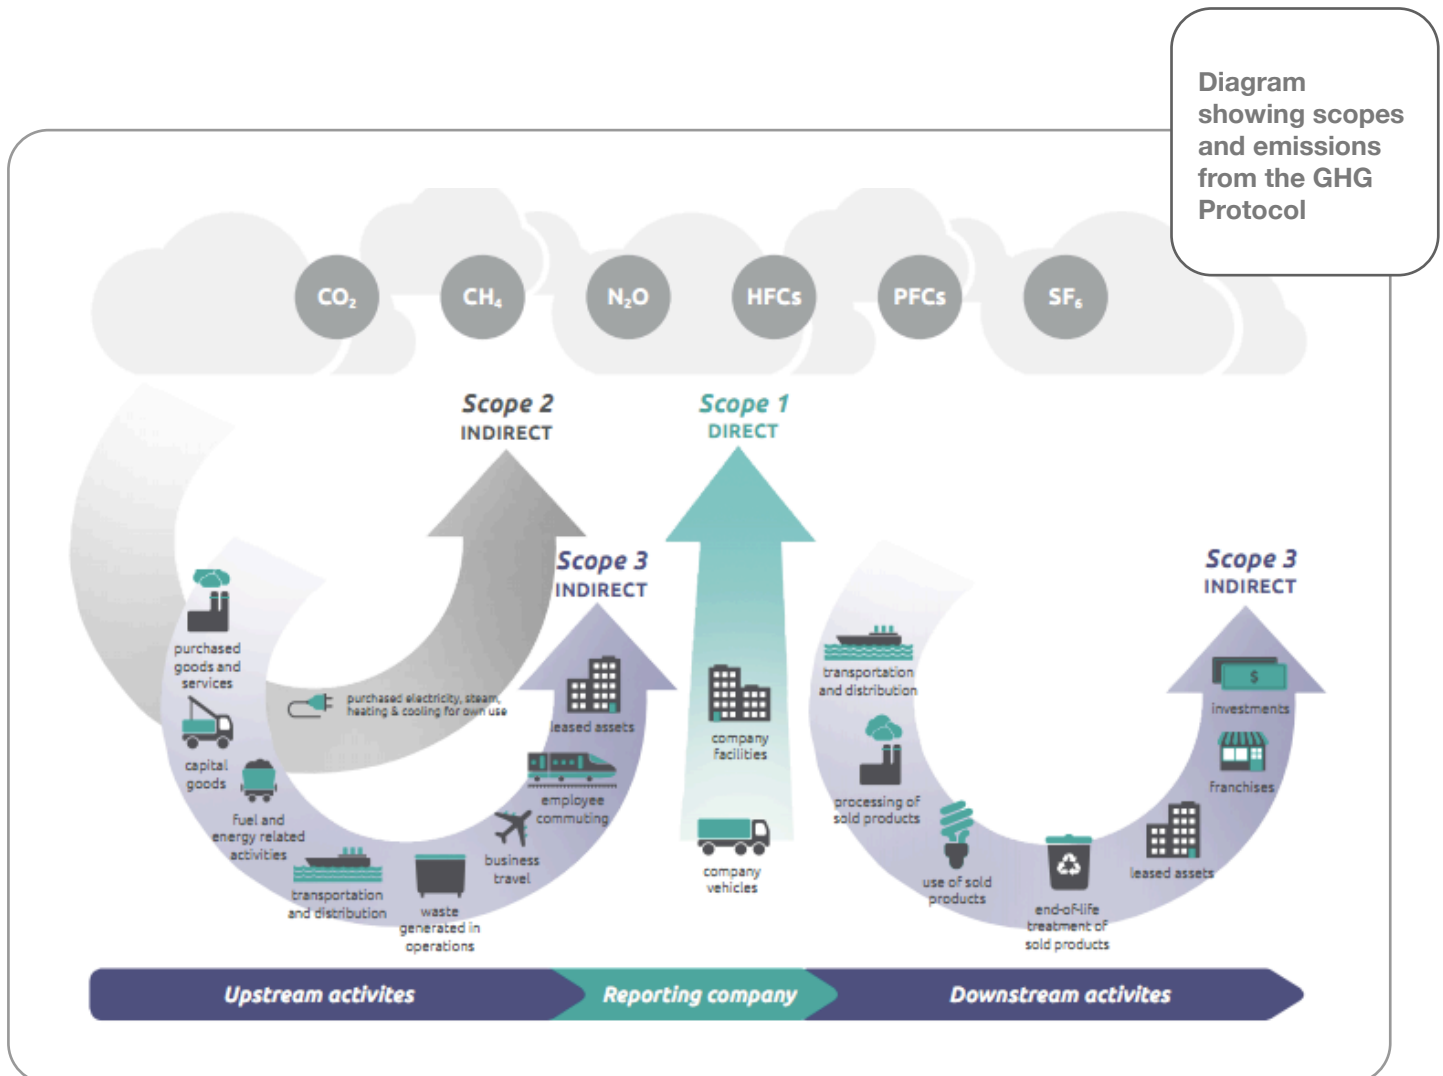 Diagram
showing scopes
and emissions
from the GHG
Protocol
CO₂
CH₄
N₂O
HFCs
PFCs
SF₆
Scope 2
INDIRECT
Scope 1
DIRECT
Scope 3
INDIRECT
Scope 3
INDIRECT
purchased
goods and
services
capital
goods
fuel and
energy related
activities
purchased electricity, steam,
heating & cooling for own use
transportation
and distribution
waste
generated in
operations
business
travel
employee
commuting
leased assets
company
facilities
company
vehicles
transportation
and distribution
processing of
sold products
use of sold
products
end-of-life
treatment of
sold products
leased assets
franchises
$
investments
Upstream activites
Reporting company
Downstream activites